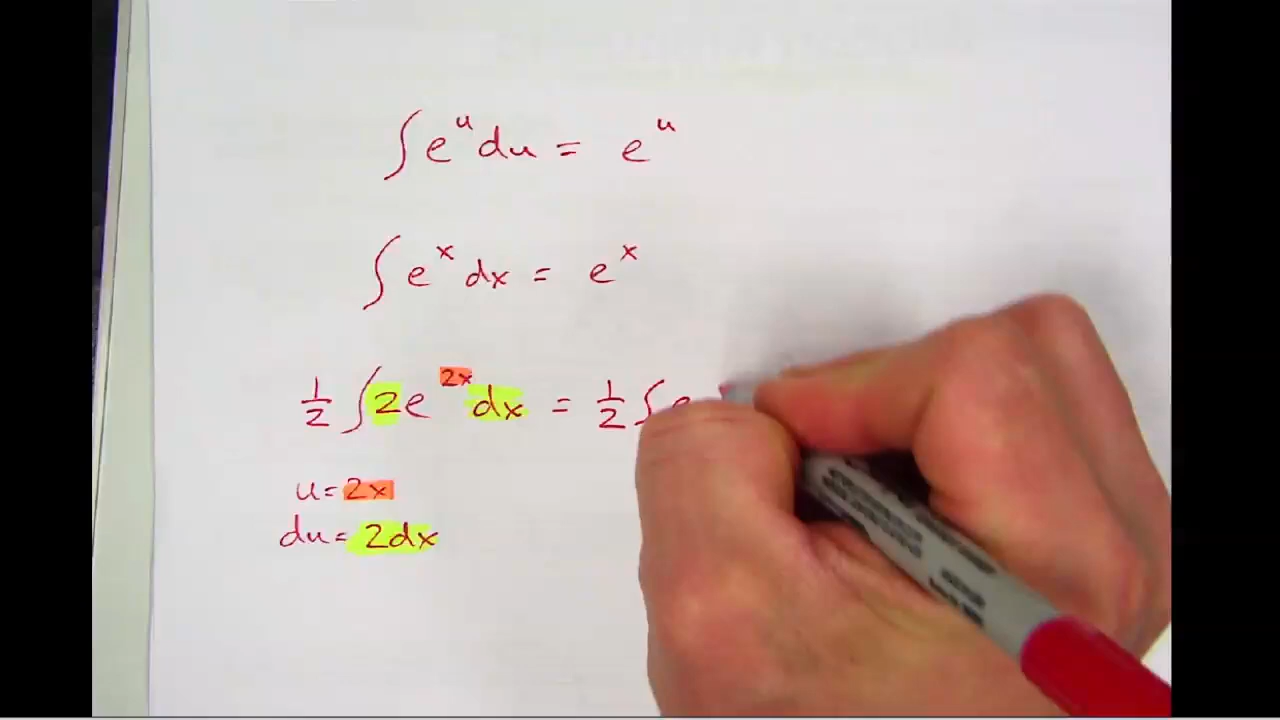 ∫ e^u du = e^u
∫ e^x dx = e^x
1/2 ∫ 2e^2x dx = 1/2 ∫ e
u = 2x
du = 2dx